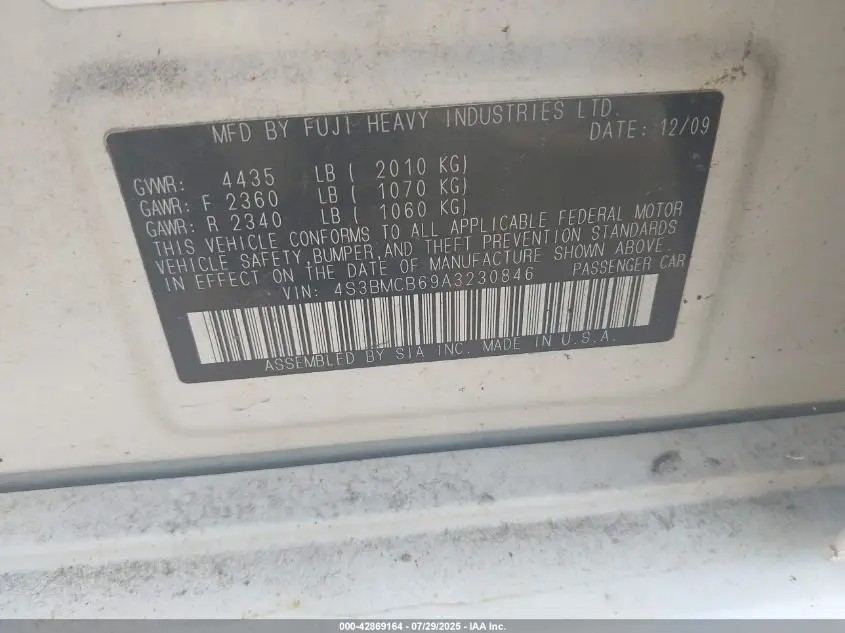 MFD BY FUJI HEAVY INDUSTRIES LTD.
DATE: 12/09
GVWR: 4435 LB ( 2010 KG)
GAWR: F 2360 LB ( 1070 KG)
GAWR: R 2340 LB ( 1060 KG)
THIS VEHICLE CONFORMS TO ALL APPLICABLE FEDERAL MOTOR
VEHICLE SAFETY, BUMPER, AND THEFT PREVENTION STANDARDS
IN EFFECT ON THE DATE OF MANUFACTURE SHOWN ABOVE.
VIN: 4S3BMCB69A3230846 PASSENGER CAR
ASSEMBLED BY SIA INC. MADE IN U.S.A.
000-42869164 | 07/29/2025 - IAA Inc.